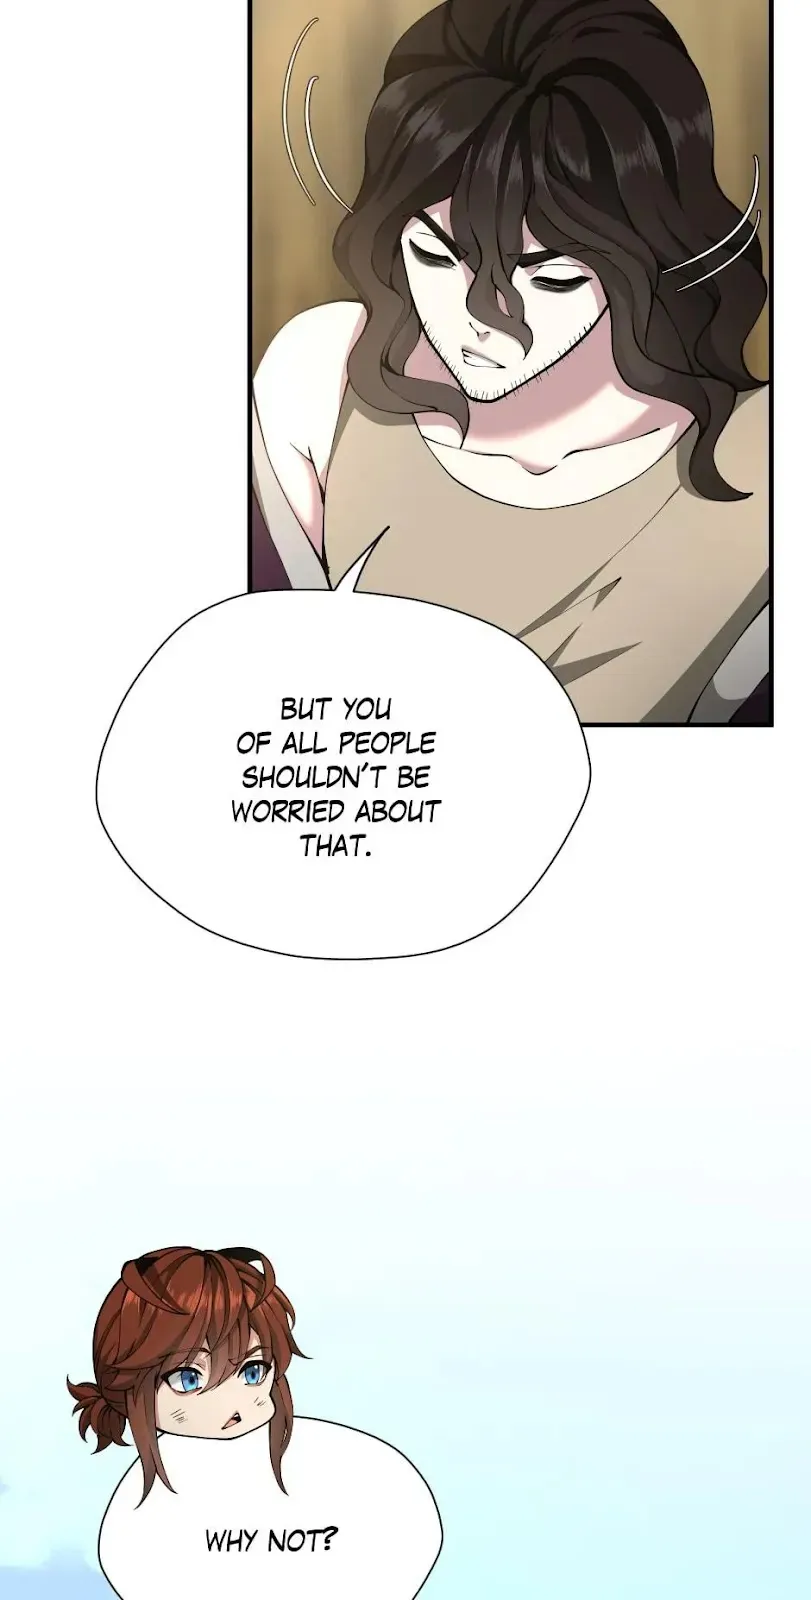 BUT YOU
OF ALL PEOPLE
SHOULDN'T BE
WORRIED ABOUT
THAT.
WHY NOT?